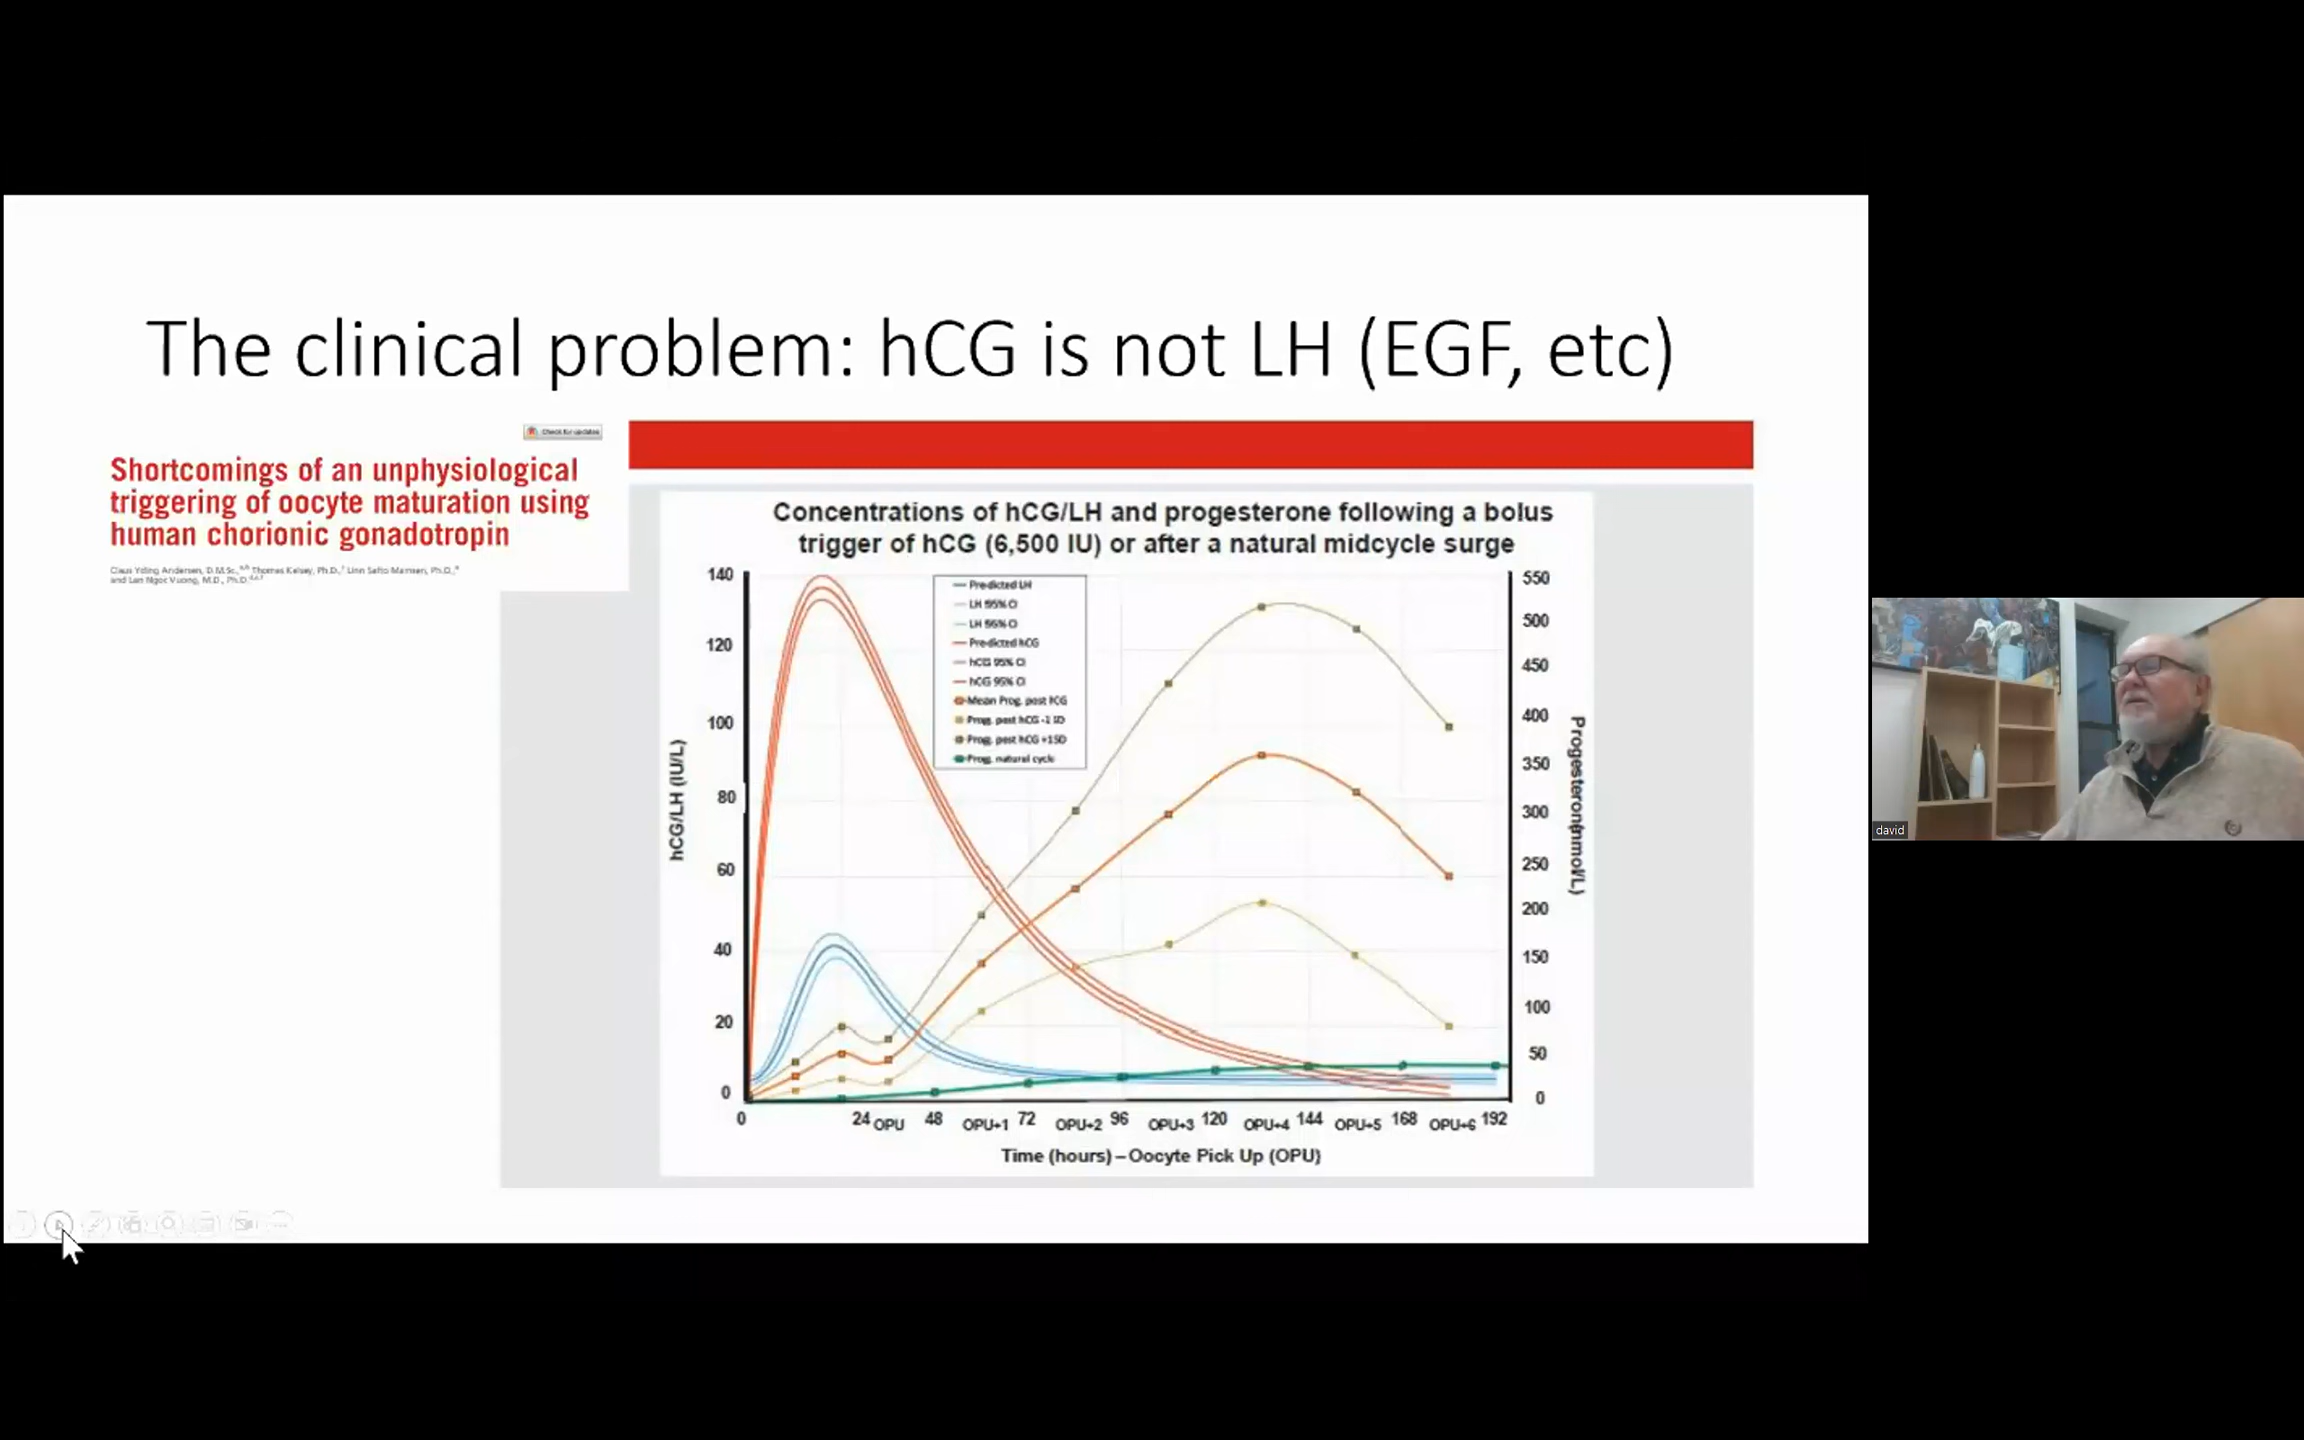 The clinical problem: hCG is not LH (EGF, etc)
Check for updates
Shortcomings of an unphysiological
triggering of oocyte maturation using
human chorionic gonadotropin
Claus Yding Andersen, D.M.Sc., Thomas Kelsey, Ph.D., Linn Salto Mamsen, Ph.D.,
and Lan Ngoc Vuong, M.D., Ph.D.
Concentrations of hCG/LH and progesterone following a bolus
trigger of hCG (6,500 IU) or after a natural midcycle surge
Predicted LH
LH 95% CI
LH 95% CI
Predicted hCG
hCG 95% CI
hCG 95% CI
Mean Prog. post hCG
Prog. post hCG -1 SD
Prog. post hCG +1SD
Prog. natural cycle
hCG/LH (IU/L)
140
120
100
80
60
40
20
0
Progesteron(nmol/L)
550
500
450
400
350
300
250
200
150
100
50
0
0 24 OPU 48 OPU+1 72 OPU+2 96 OPU+3 120 OPU+4 144 OPU+5 168 OPU+6 192
Time (hours) – Oocyte Pick Up (OPU)
david